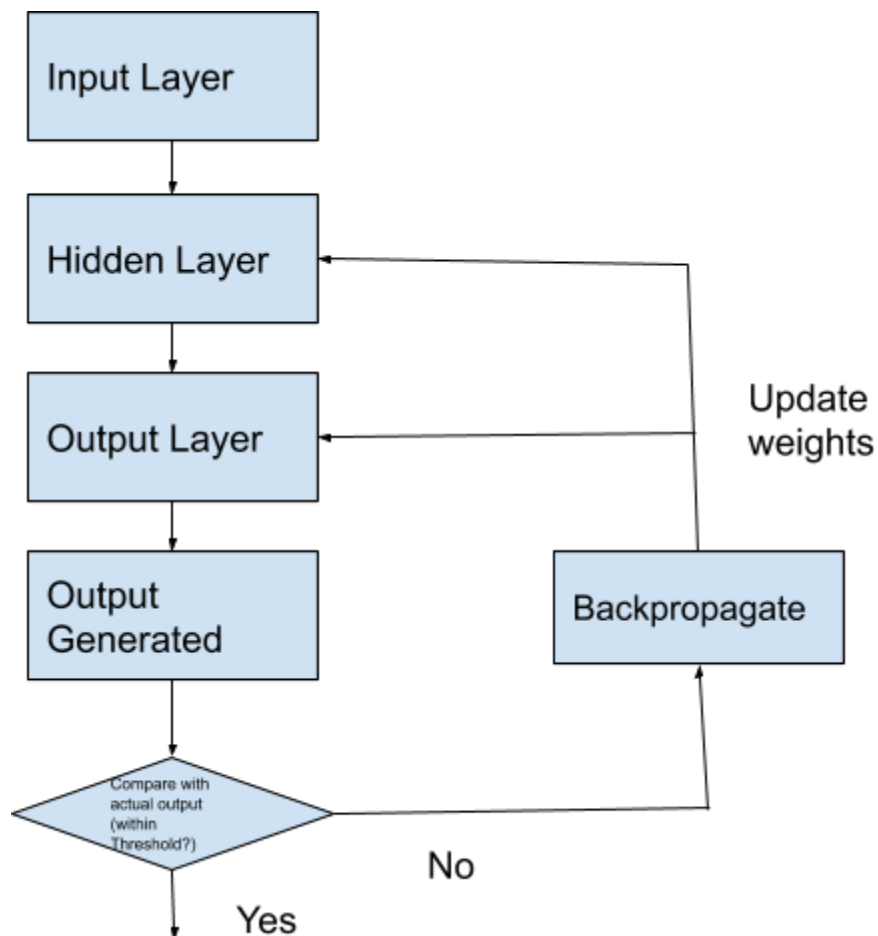 Input Layer
Hidden Layer
Output Layer
Update
weights
Output
Generated
Backpropagate
Compare with
actual output
(within
Threshold?)
No
Yes